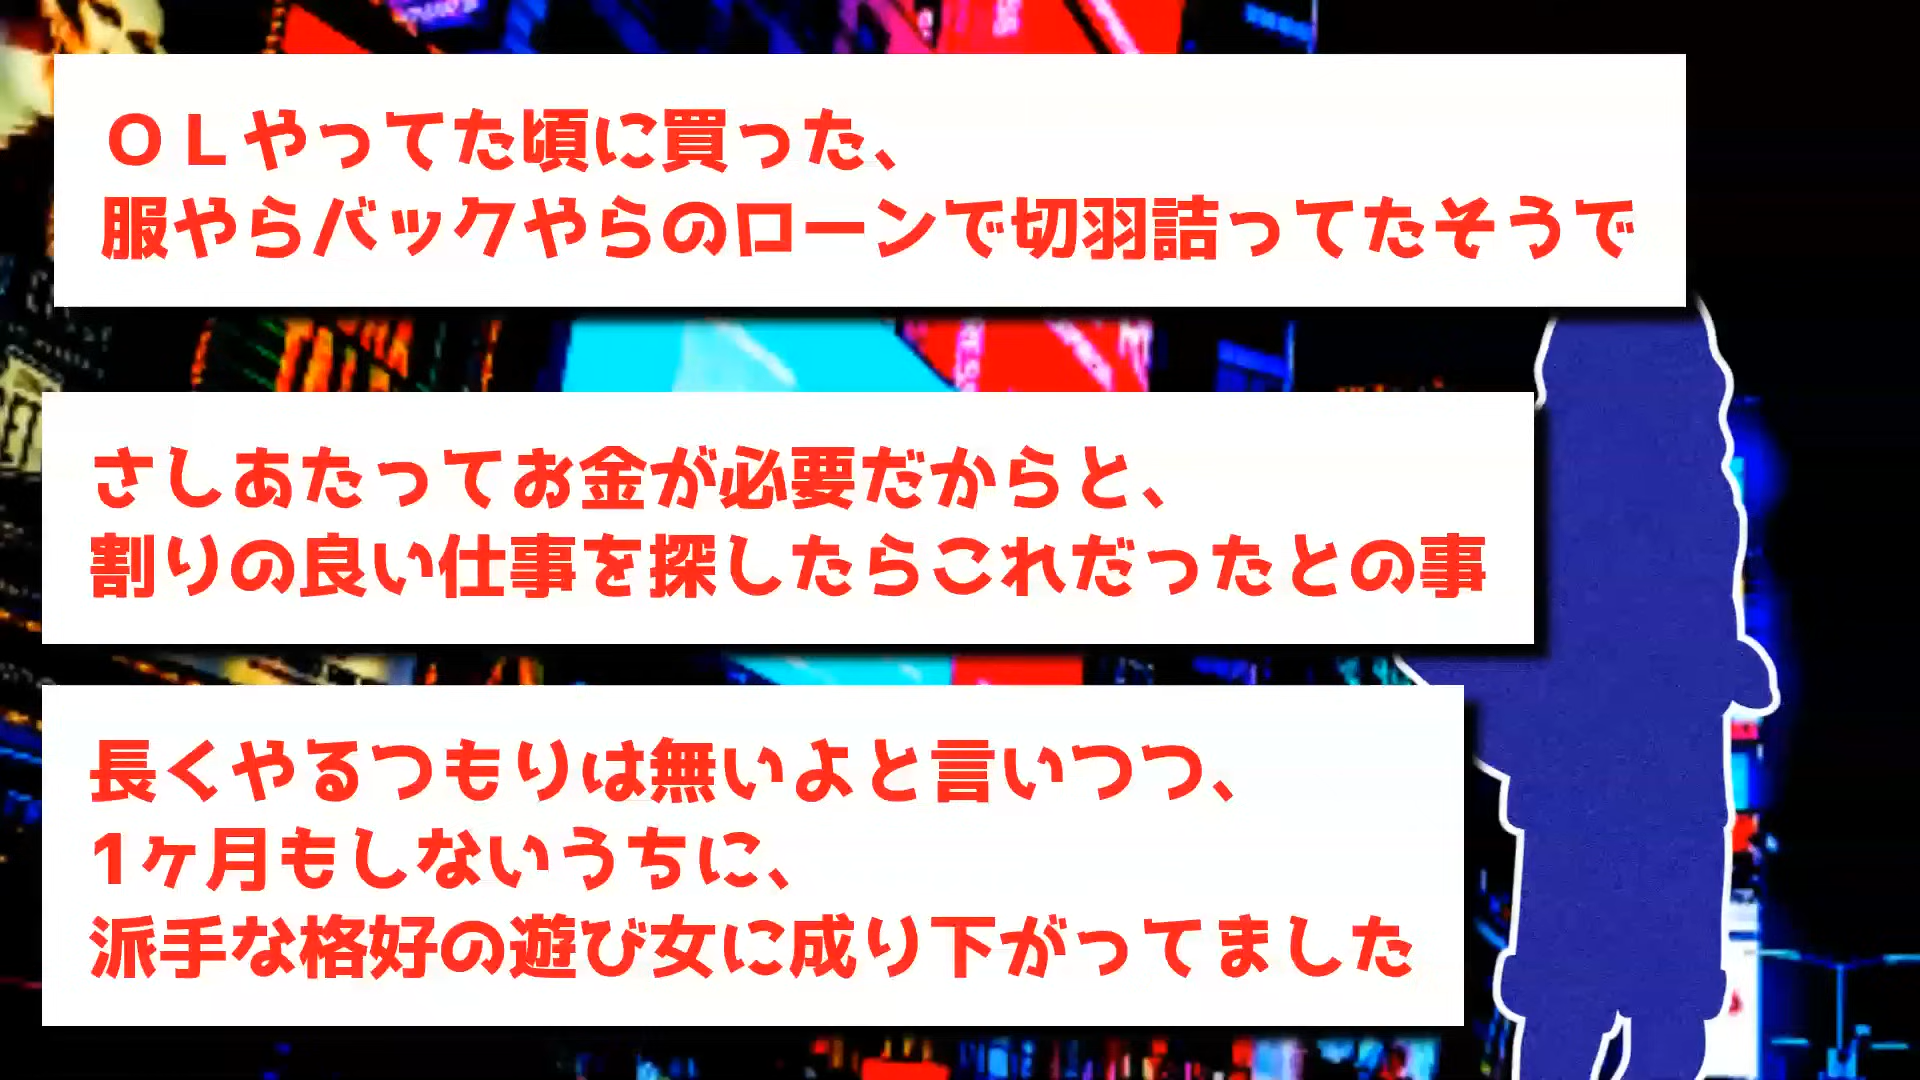 ＯＬやってた頃に買った、
服やらバックやらのローンで切羽詰ってたそうで
さしあたってお金が必要だからと、
割りの良い仕事を探したらこれだったとの事
長くやるつもりは無いよと言いつつ、
1ヶ月もしないうちに、
派手な格好の遊び女に成り下がってました